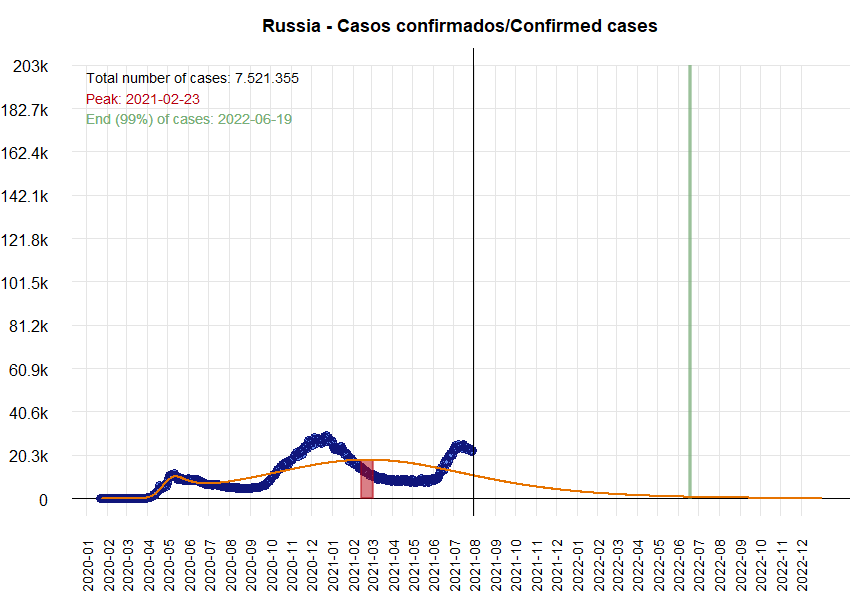 Russia - Casos confirmados/Confirmed cases
203k
Total number of cases: 7.521.355
Peak: 2021-02-23
182.7k
End (99%) of cases: 2022-06-19
162.4k
142.1k
121.8k
101.5k
81.2k
60.9k
40.6k
20.3k
0
2020-01
2020-02
2020-03
2020-04
2020-05
2020-06
2020-07
2020-08
2020-09
2020-10
2020-11
2020-12
2021-01
2021-02
2021-03
2021-04
2021-05
2021-06
2021-07
2021-08
2021-09
2021-10
2021-11
2021-12
2022-01
2022-02
2022-03
2022-04
2022-05
2022-06
2022-07
2022-08
2022-09
2022-10
2022-11
2022-12